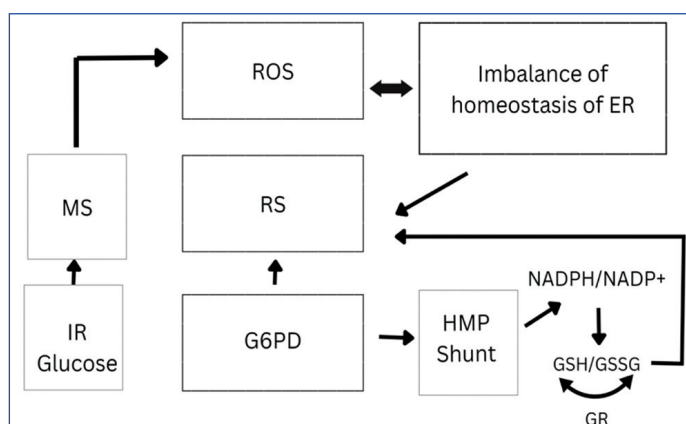 ROS
Imbalance of
homeostasis of ER
MS
RS
IR
Glucose
G6PD
HMP
Shunt
NADPH/NADP+
GSH/GSSG
GR